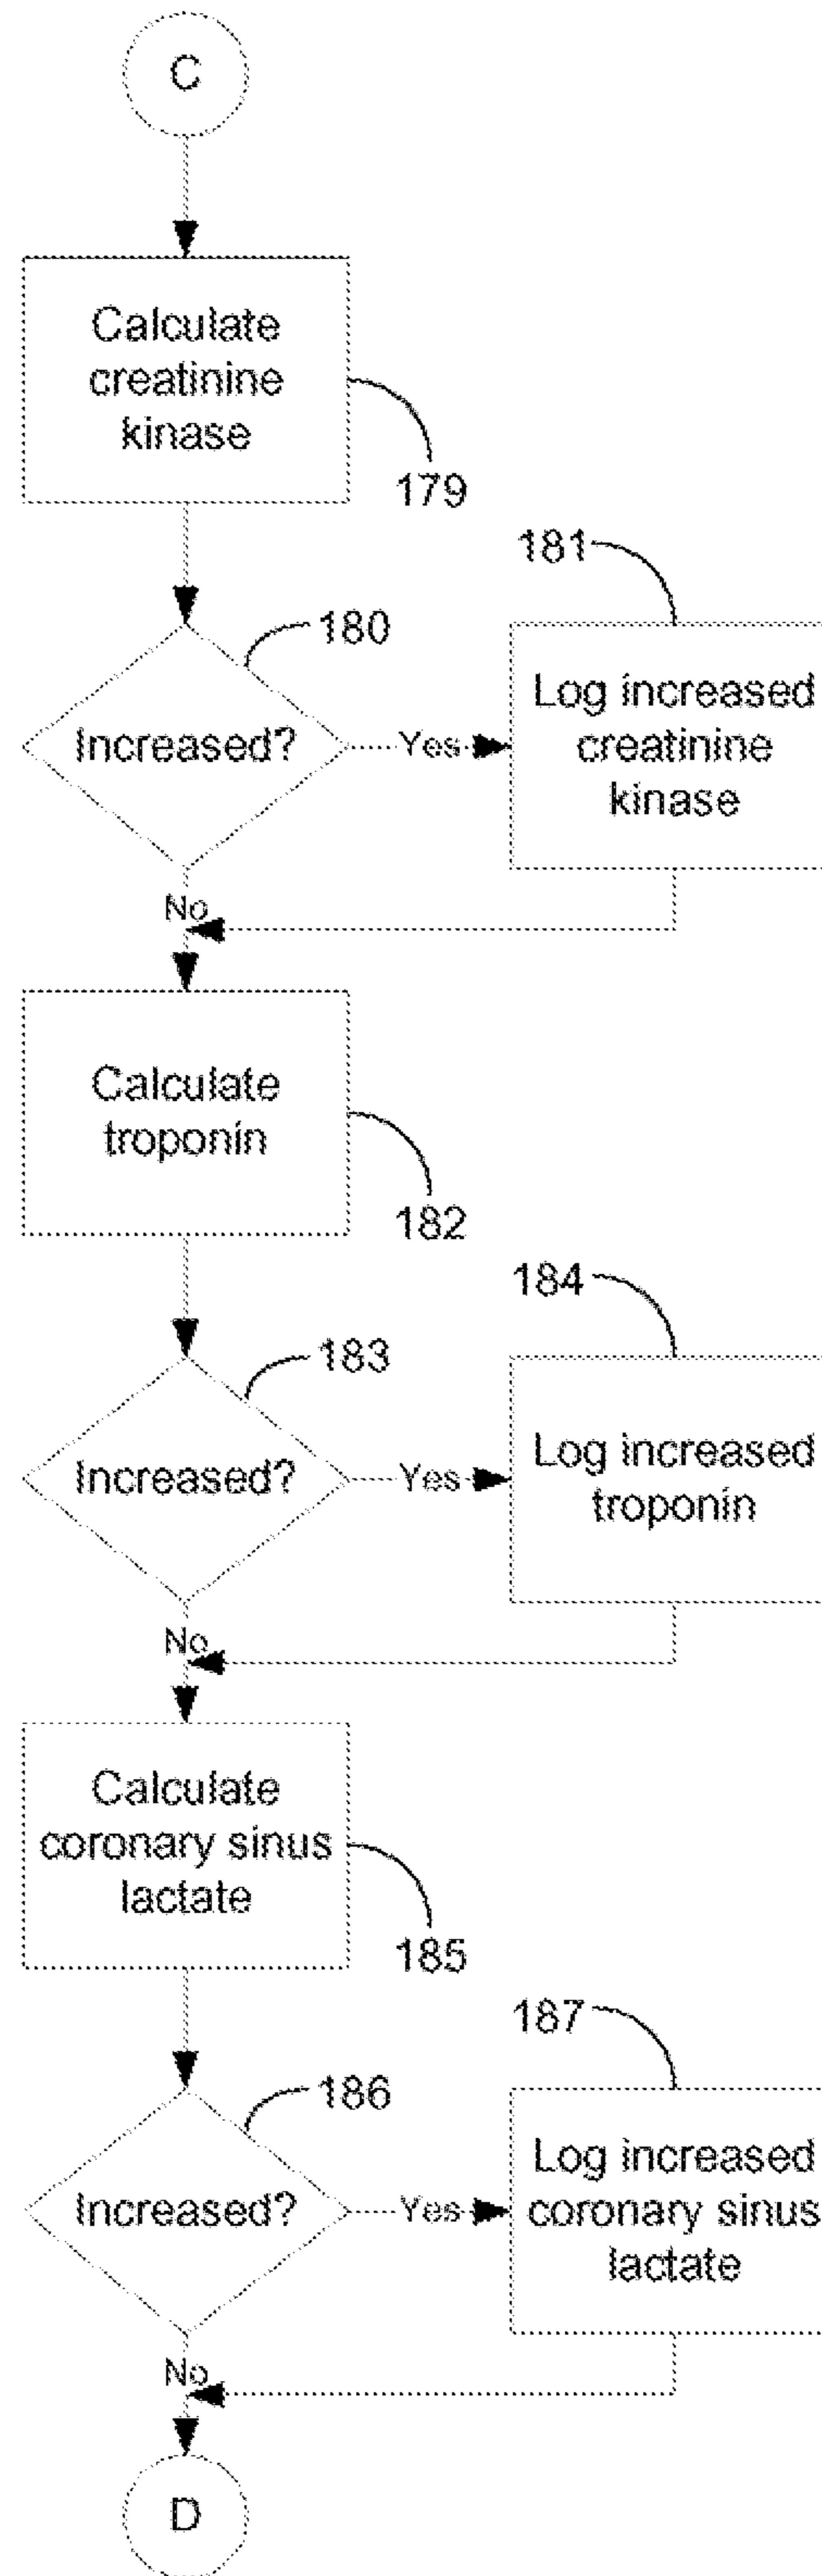 C
Calculate
creatinine
kinase
179
181
180
Increased?
Yes
Log increased
creatinine
kinase
No
Calculate
troponin
182
184
183
Increased?
Yes
Log increased
troponin
No
Calculate
coronary sinus
lactate
185
187
186
Increased?
Yes
Log increased
coronary sinus
lactate
No
D